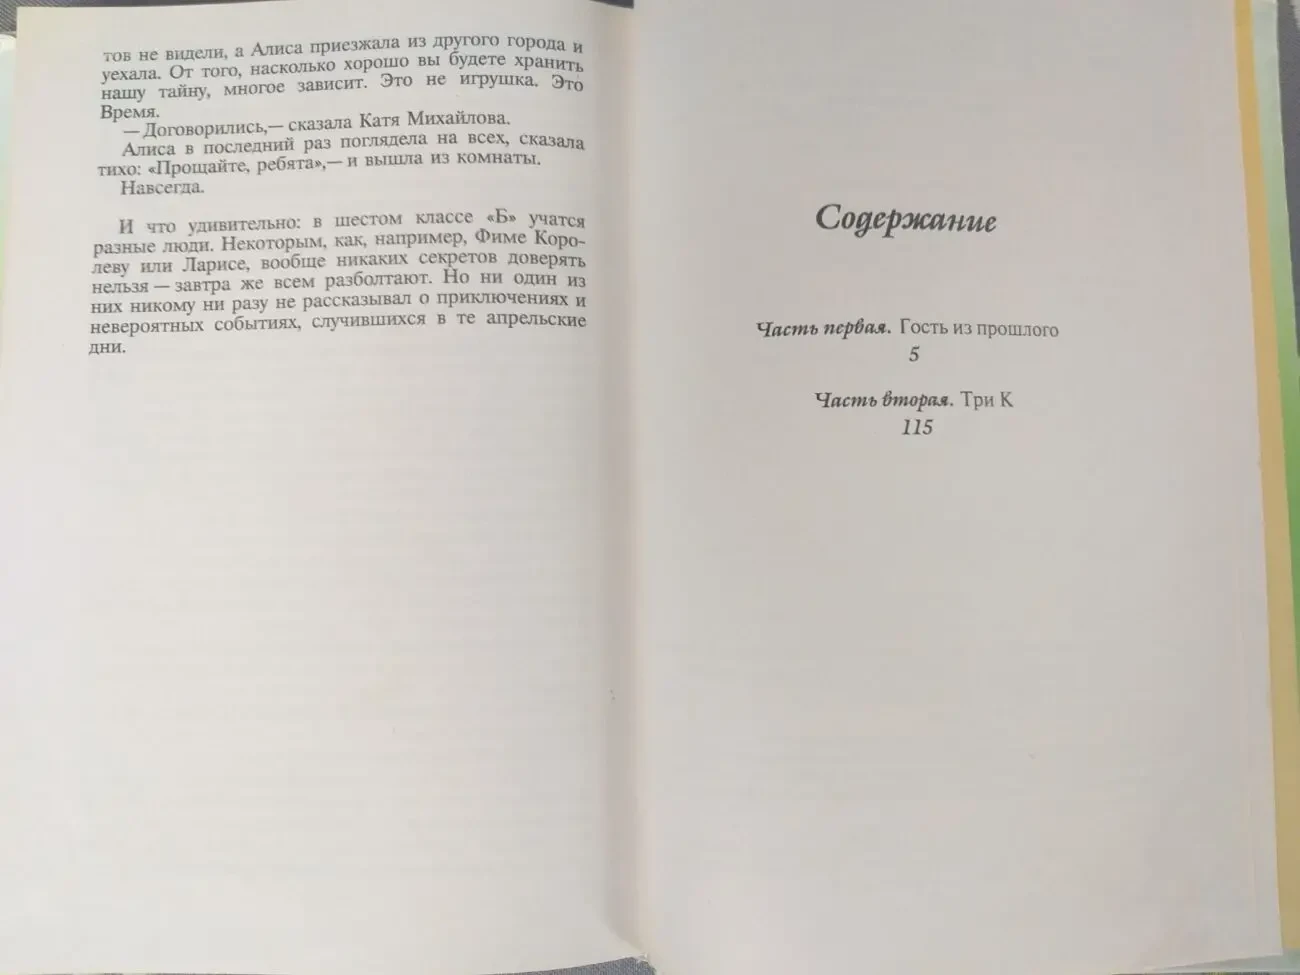 тов не видели, а Алиса приезжала из другого города и
уехала. От того, насколько хорошо вы будете хранить
нашу тайну, многое зависит. Это не игрушка. Это
Время.
— Договорились,— сказала Катя Михайлова.
Алиса в последний раз поглядела на всех, сказала
тихо: «Прощайте, ребята»,— и вышла из комнаты.
Навсегда.
И что удивительно: в шестом классе «Б» учатся
разные люди. Некоторым, как, например, Фиме Коро-
леву или Ларисе, вообще никаких секретов доверять
нельзя — завтра же всем разболтают. Но ни один из
них никому ни разу не рассказывал о приключениях и
невероятных событиях, случившихся в те апрельские
дни.
Содержание
Часть первая. Гость из прошлого
5
Часть вторая. Три К
115